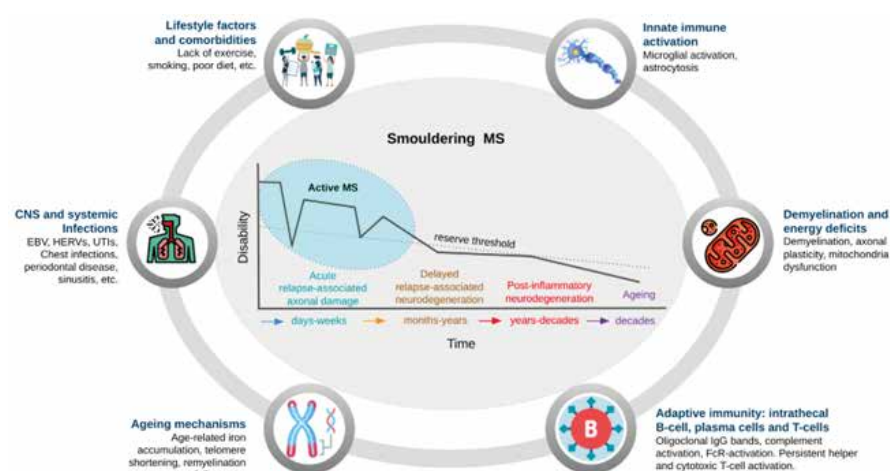 Lifestyle factors
and comorbidities
Lack of exercise,
smoking, poor diet, etc.
Innate immune
activation
Microglial activation,
astrocytosis
Smouldering MS
Active MS
Disability
reserve threshold
CNS and systemic
Infections
EBV, HERVs, UTIs,
Chest infections,
periodontal disease,
sinusitis, etc.
Demyelination and
energy deficits
Demyelination, axonal
plasticity, mitochondria
dysfunction
Acute
relapse-associated
axonal damage
Delayed
relapse-associated
neurodegeneration
Post-inflammatory
neurodegeneration
Ageing
days-weeks
months-years
years-decades
decades
Time
Ageing mechanisms
Age-related iron
accumulation, telomere
shortening, remyelination
B
Adaptive immunity: intrathecal
B-cell, plasma cells and T-cells
Oligoclonal IgG bands, complement
activation, FcR-activation. Persistent helper
and cytotoxic T-cell activation.